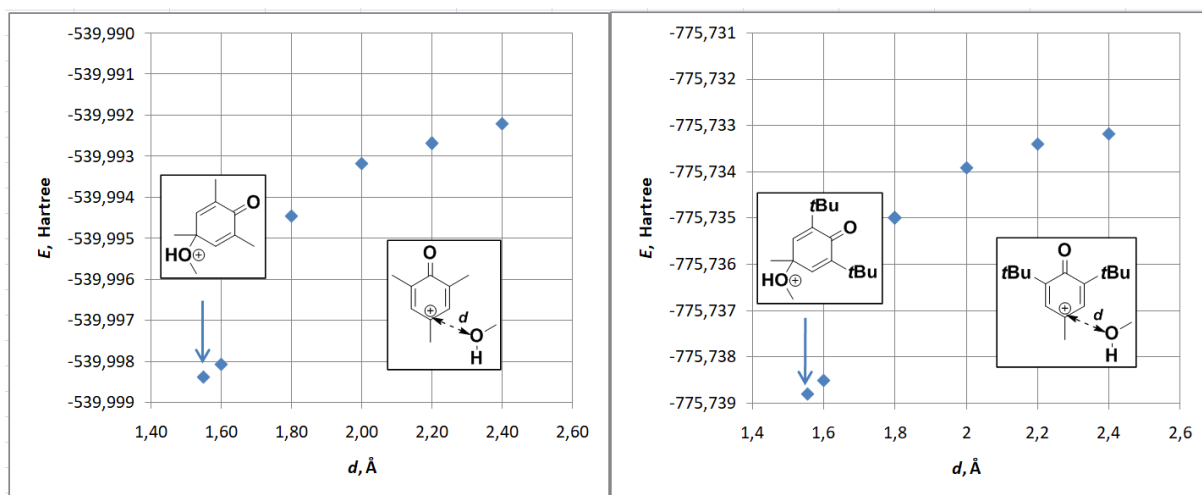 -539,990
-539,991
-539,992
-539,993
-539,994
-539,995
-539,996
-539,997
-539,998
-539,999
1,40 1,60 1,80 2,00 2,20 2,40 2,60
E, Hartree
d, Å
O
HO
⊕
O
⊕
d
O
H
-775,731
-775,732
-775,733
-775,734
-775,735
-775,736
-775,737
-775,738
-775,739
1,4 1,6 1,8 2 2,2 2,4 2,6
E, Hartree
d, Å
tBu
O
HO
⊕
tBu
O
tBu tBu
⊕
d
O
H